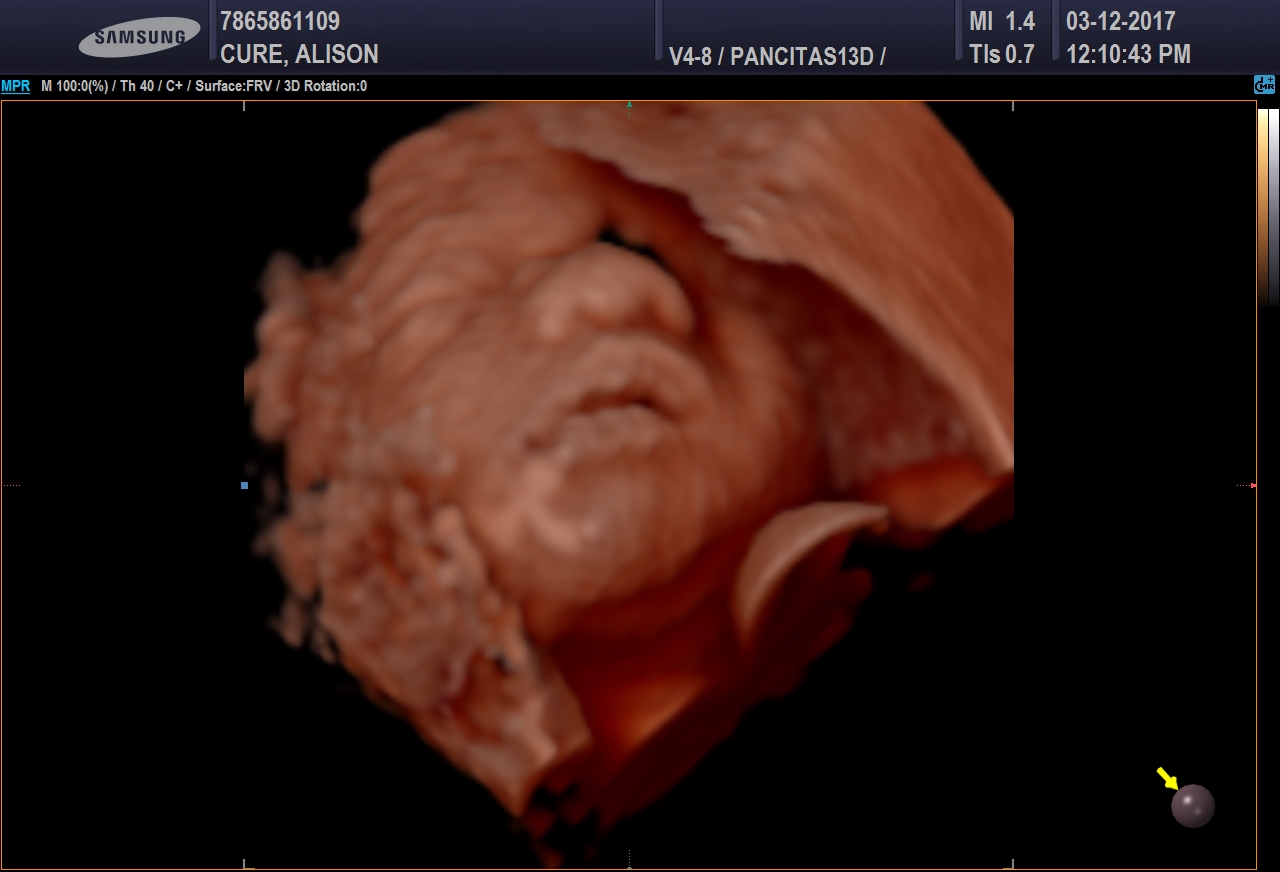 SAMSUNG
7865861109
CURE, ALISON
V4-8 / PANCITAS13D /
MI 1.4
TIs 0.7
03-12-2017
12:10:43 PM
MPR M 100:0(%) / Th 40 / C+ / Surface:FRV / 3D Rotation:0